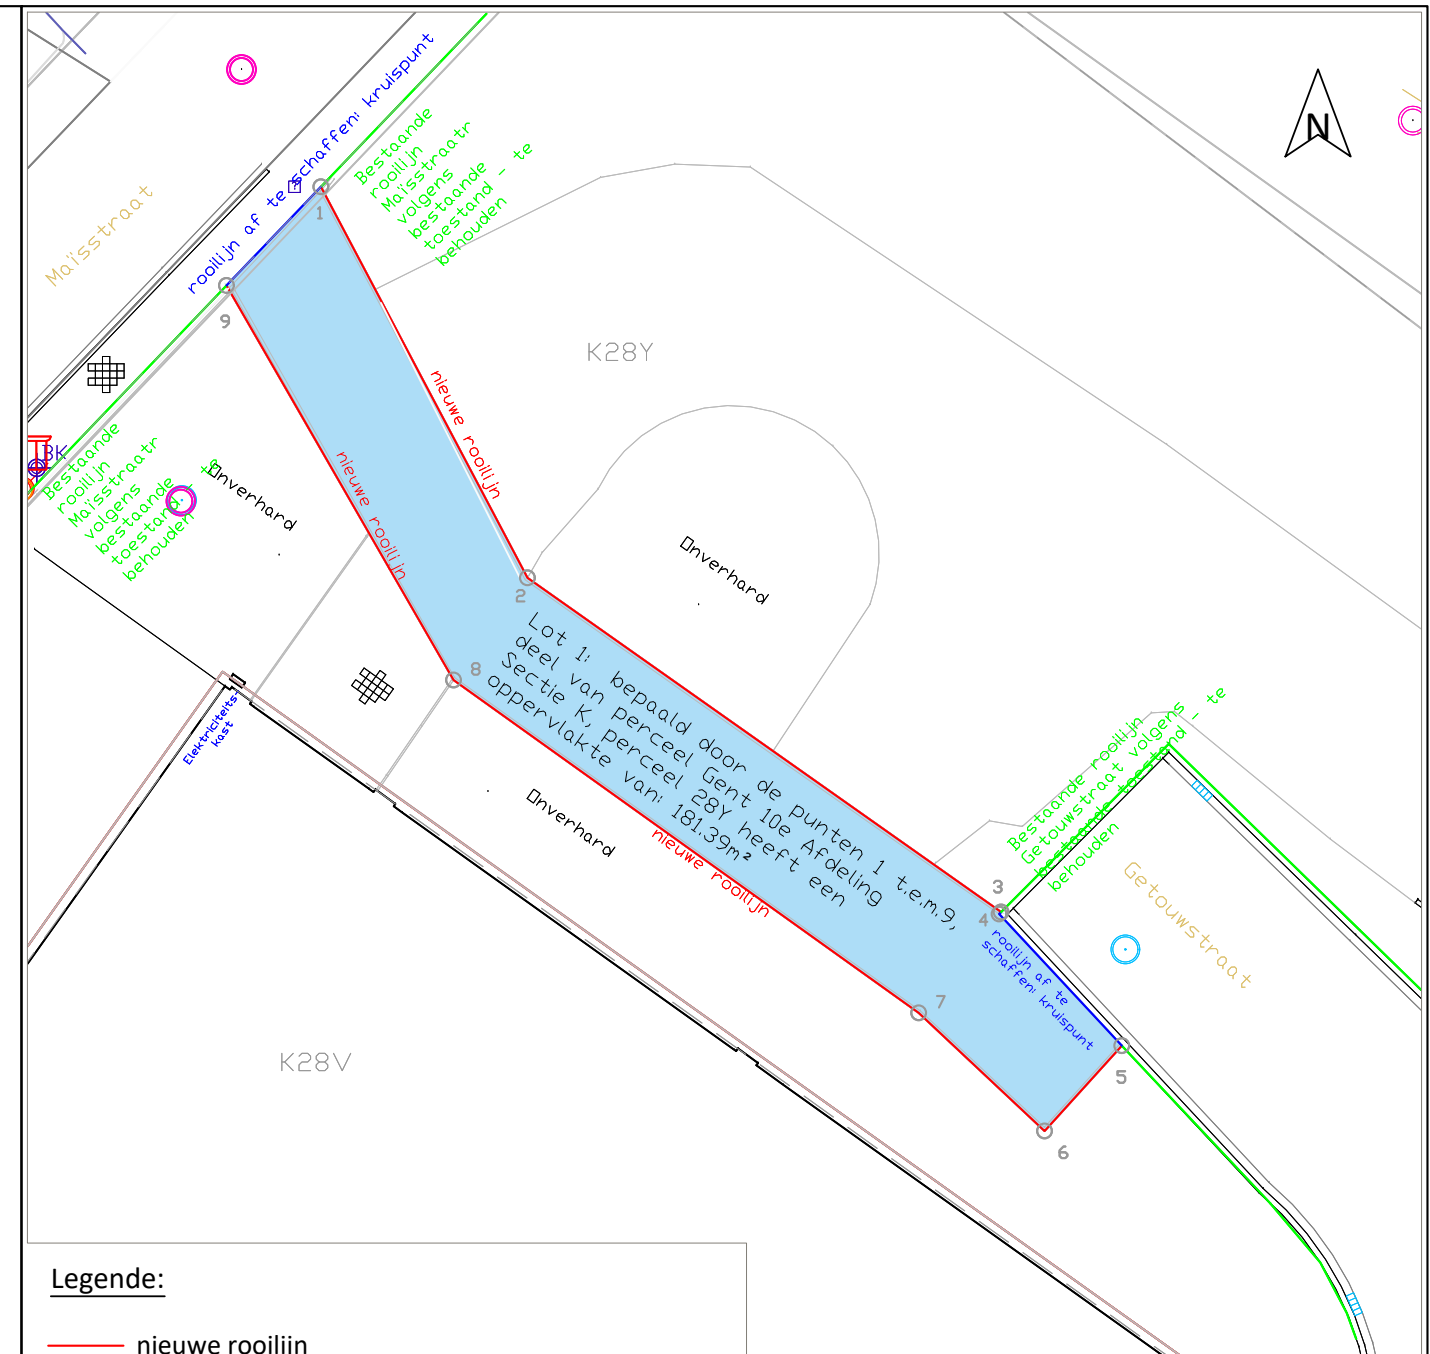 rooilijn af te schaffen: kruispunt
N
Bestaande
rooilijn
Maïsstraatr
volgens
bestaande
toestand - te
behouden
Maïsstraat
1
9
K28Y
nieuwe rooilijn
nieuwe rooilijn
BK
Bestaande
rooilijn
Maïsstraatr
volgens
bestaande
toestand - te
behouden
Onverhard
Onverhard
2
8
Lot 1: bepaald door de punten 1 t.e.m.9,
deel van perceel Gent 10e Afdeling
Sectie K, perceel 28Y heeft een
oppervlakte van: 181.39m²
Elektriciteits-
kast
Onverhard
nieuwe rooilijn
Bestaande rooilijn
Getouwstraat volgens
bestaande toestand - te
behouden
Getouwstraat
3
4
rooilijn af te
schaffen: kruispunt
7
5
6
K28V
Legende:
nieuwe rooilijn